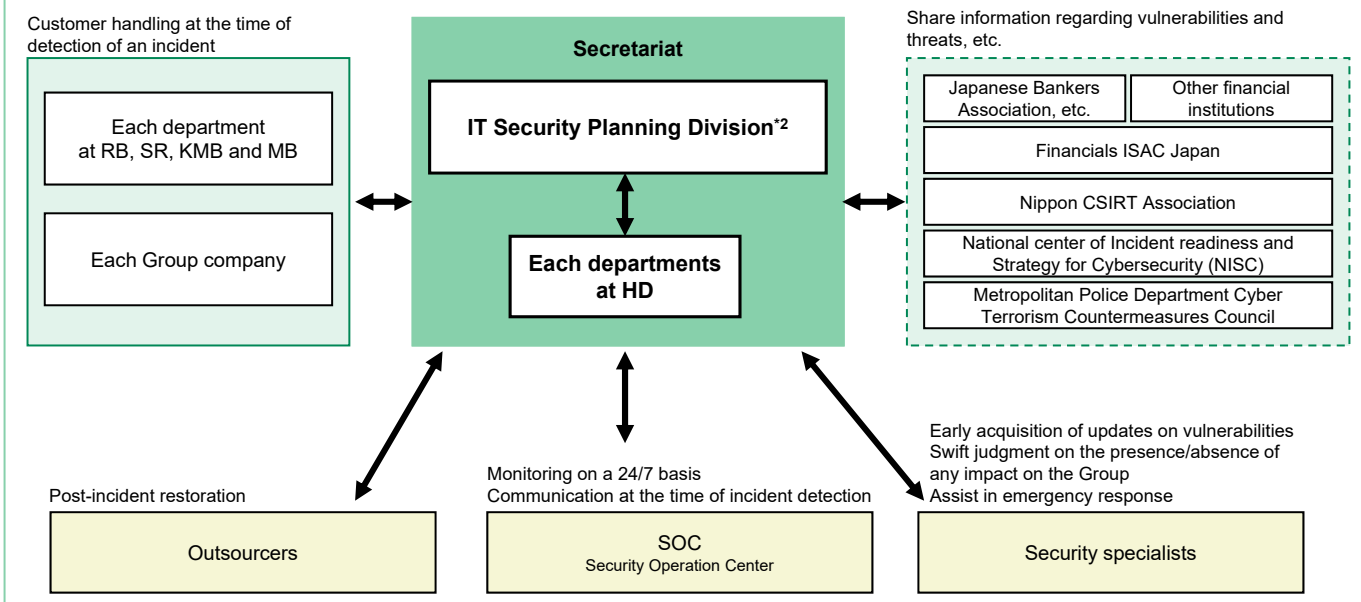 Customer handling at the time of
detection of an incident
Each department
at RB, SR, KMB and MB
Each Group company
Secretariat
IT Security Planning Division*2
Each departments
at HD
Share information regarding vulnerabilities and
threats, etc.
Japanese Bankers
Association, etc.
Other financial
institutions
Financials ISAC Japan
Nippon CSIRT Association
National center of Incident readiness and
Strategy for Cybersecurity (NISC)
Metropolitan Police Department Cyber
Terrorism Countermeasures Council
Post-incident restoration
Outsourcers
Monitoring on a 24/7 basis
Communication at the time of incident detection
SOC
Security Operation Center
Early acquisition of updates on vulnerabilities
Swift judgment on the presence/absence of
any impact on the Group
Assist in emergency response
Security specialists